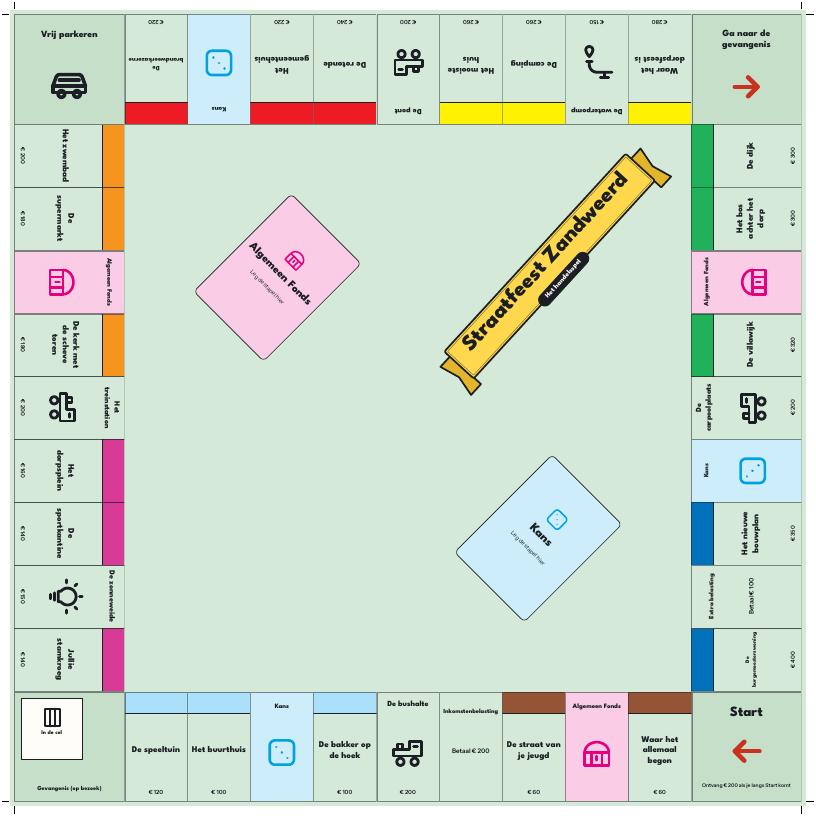 Vrij parkeren
€ 220
De
brandweerkazerne
Kans
€ 220
Het
gemeentehuis
€ 240
De rotonde
€ 200
De pont
€ 260
Het mooiste
huis
€ 260
De camping
€ 150
De waterpomp
€ 280
Waar het
dorpsfeest is
Ga naar de
gevangenis
€ 300
De dijk
€ 300
Het bos
achter het
dorp
Algemeen Fonds
€ 320
De villawijk
€ 200
De
carpoolplaats
Kans
€ 350
Het nieuwe
bouwplan
Extra belasting
Betaal € 100
€ 400
De
burgemeesterswoning
Start
Ontvang € 200 als je langs Start komt
Waar het
allemaal
begon
€ 60
Algemeen Fonds
De straat van
je jeugd
€ 60
Inkomstenbelasting
Betaal € 200
De bushalte
€ 200
De bakker op
de hoek
€ 100
Kans
Het buurthuis
€ 100
De speeltuin
€ 120
In de cel
Gevangenis (op bezoek)
Jullie
stamkroeg
€ 140
De zonneweide
€ 150
De
sportkantine
€ 140
Het
dorpsplein
€ 160
Het
treinstation
€ 200
De kerk met
de scheve
toren
€ 180
Algemeen Fonds
De
supermarkt
€ 180
Het zwembad
€ 200
Algemeen Fonds
Leg de stapel hier
Straatfeest Zandweerd
Het handelsspel
Kans
Leg de stapel hier